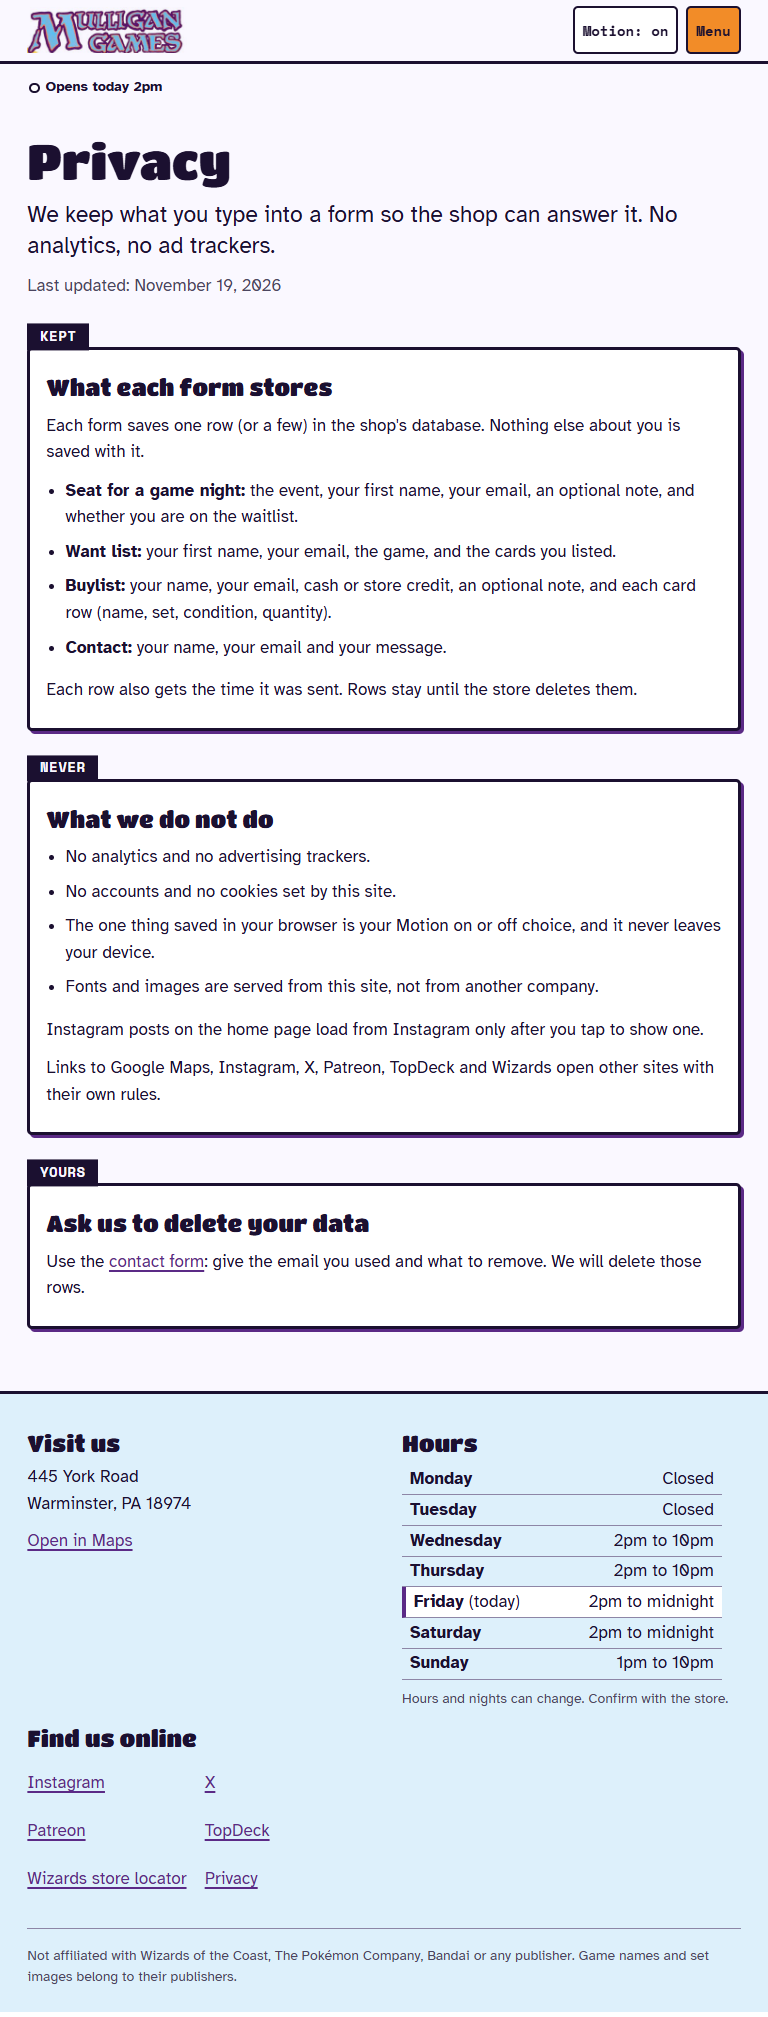 MULLIGAN
GAMES
Motion: on
Menu
Opens today 2pm
Privacy
We keep what you type into a form so the shop can answer it. No
analytics, no ad trackers.
Last updated: November 19, 2026
KEPT
What each form stores
Each form saves one row (or a few) in the shop's database. Nothing else about you is
saved with it.
• Seat for a game night: the event, your first name, your email, an optional note, and
whether you are on the waitlist.
• Want list: your first name, your email, the game, and the cards you listed.
• Buylist: your name, your email, cash or store credit, an optional note, and each card
row (name, set, condition, quantity).
• Contact: your name, your email and your message.
Each row also gets the time it was sent. Rows stay until the store deletes them.
NEVER
What we do not do
• No analytics and no advertising trackers.
• No accounts and no cookies set by this site.
• The one thing saved in your browser is your Motion on or off choice, and it never leaves
your device.
• Fonts and images are served from this site, not from another company.
Instagram posts on the home page load from Instagram only after you tap to show one.
Links to Google Maps, Instagram, X, Patreon, TopDeck and Wizards open other sites with
their own rules.
YOURS
Ask us to delete your data
Use the contact form: give the email you used and what to remove. We will delete those
rows.
Visit us
445 York Road
Warminster, PA 18974
Open in Maps
Hours
Monday Closed
Tuesday Closed
Wednesday 2pm to 10pm
Thursday 2pm to 10pm
Friday (today) 2pm to midnight
Saturday 2pm to midnight
Sunday 1pm to 10pm
Hours and nights can change. Confirm with the store.
Find us online
Instagram X
Patreon TopDeck
Wizards store locator Privacy
Not affiliated with Wizards of the Coast, The Pokémon Company, Bandai or any publisher. Game names and set
images belong to their publishers.